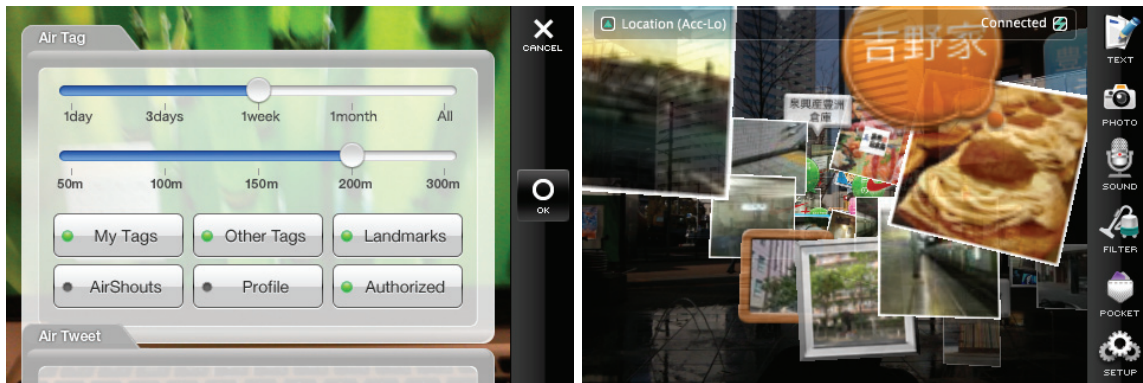 Air Tag
1day 3days 1week 1month All
50m 100m 150m 200m 300m
My Tags Other Tags Landmarks
AirShouts Profile Authorized
Air Tweet
CANCEL
OK
Location (Acc-Lo) Connected
吉野家
泉興産豊洲
倉庫
TEXT
PHOTO
SOUND
FILTER
POCKET
SETUP